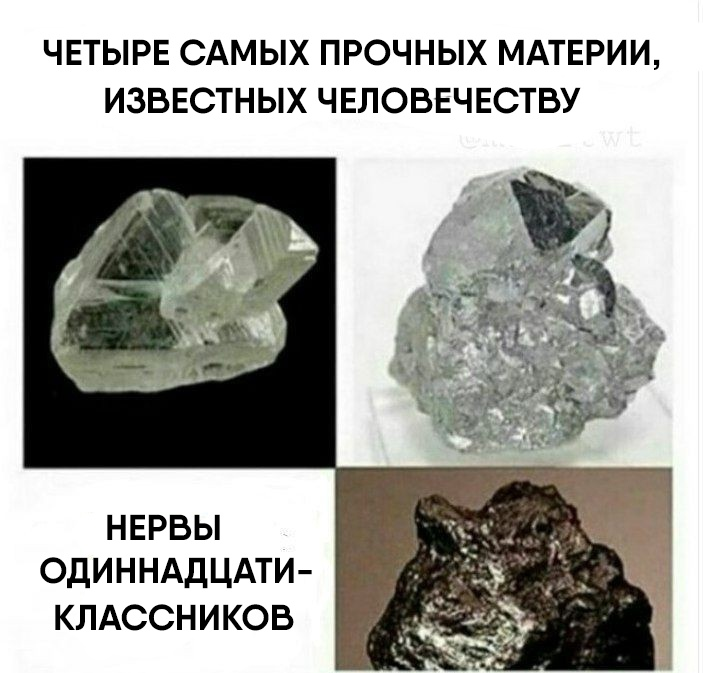 ЧЕТЫРЕ САМЫХ ПРОЧНЫХ МАТЕРИИ,
ИЗВЕСТНЫХ ЧЕЛОВЕЧЕСТВУ
НЕРВЫ
ОДИННАДЦАТИ-
КЛАССНИКОВ